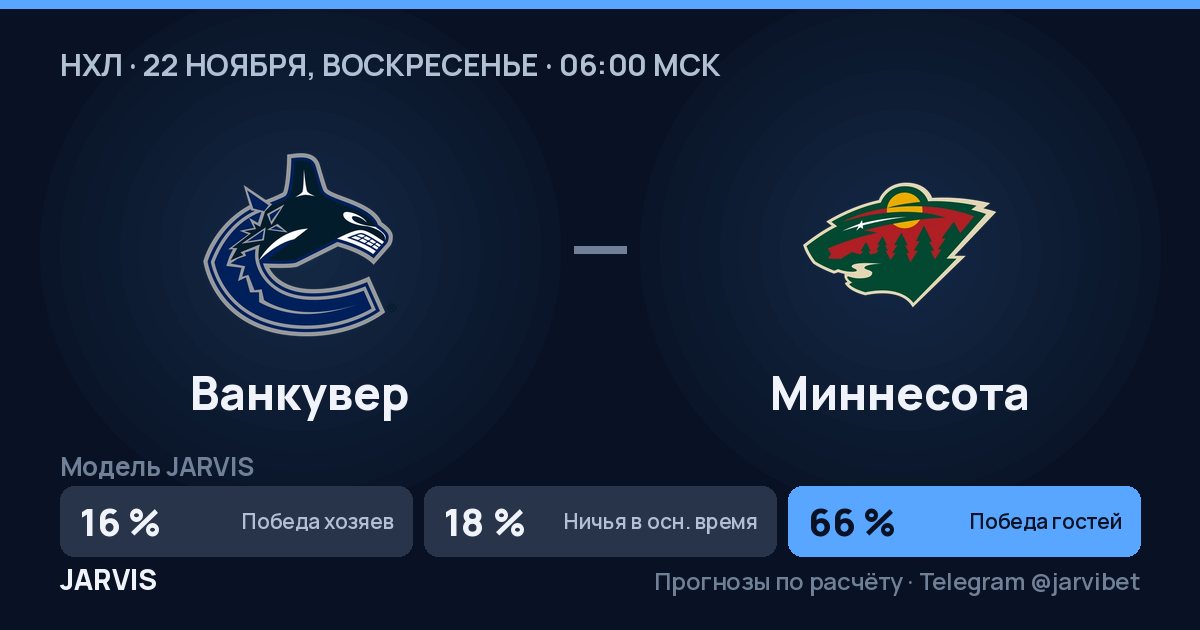 НХЛ · 22 НОЯБРЯ, ВОСКРЕСЕНЬЕ · 06:00 МСК
Ванкувер
Миннесота
Модель JARVIS
16 % Победа хозяев
18 % Ничья в осн. время
66 % Победа гостей
JARVIS
Прогнозы по расчёту · Telegram @jarvibet